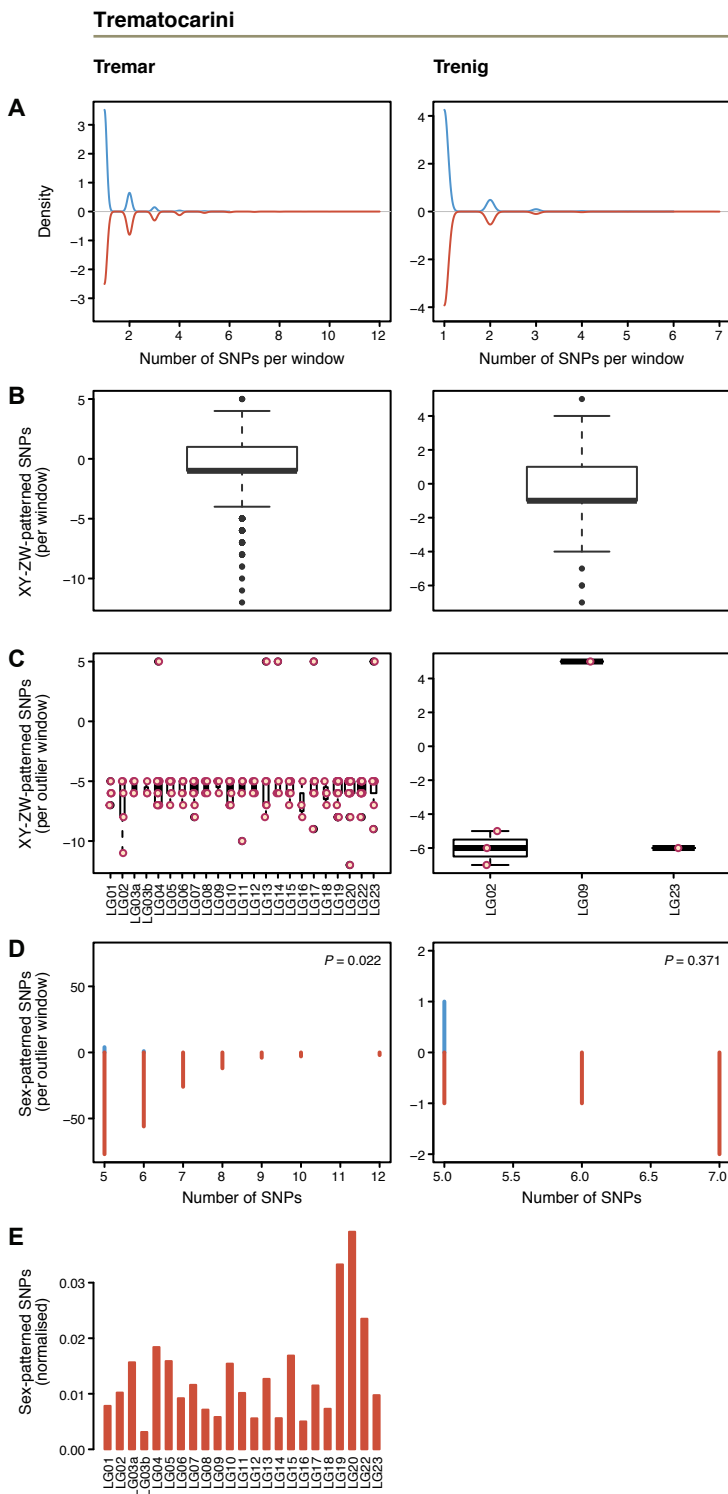 Trematocarini
Tremar
Trenig
A
Density
3
2
1
0
−1
−2
−3
2 4 6 8 10 12
Number of SNPs per window
4
2
0
−2
−4
1 2 3 4 5 6 7
Number of SNPs per window
B
XY-ZW-patterned SNPs
(per window)
5
0
−5
−10
4
2
0
−2
−4
−6
C
XY-ZW-patterned SNPs
(per outlier window)
5
0
−5
−10
LG01
LG02
LG03a
LG03b
LG04
LG05
LG06
LG07
LG08
LG09
LG10
LG11
LG12
LG13
LG14
LG15
LG16
LG17
LG18
LG19
LG20
LG22
LG23
4
2
0
−2
−4
−6
LG02
LG09
LG23
D
Sex-patterned SNPs
(per outlier window)
P = 0.022
50
0
−50
5 6 7 8 9 10 12
Number of SNPs
P = 0.371
2
1
0
−1
−2
5.0 5.5 6.0 6.5 7.0
Number of SNPs
E
Sex-patterned SNPs
(normalised)
0.03
0.02
0.01
0.00
LG01
LG02
LG03a
LG03b
LG04
LG05
LG06
LG07
LG08
LG09
LG10
LG11
LG12
LG13
LG14
LG15
LG16
LG17
LG18
LG19
LG20
LG22
LG23